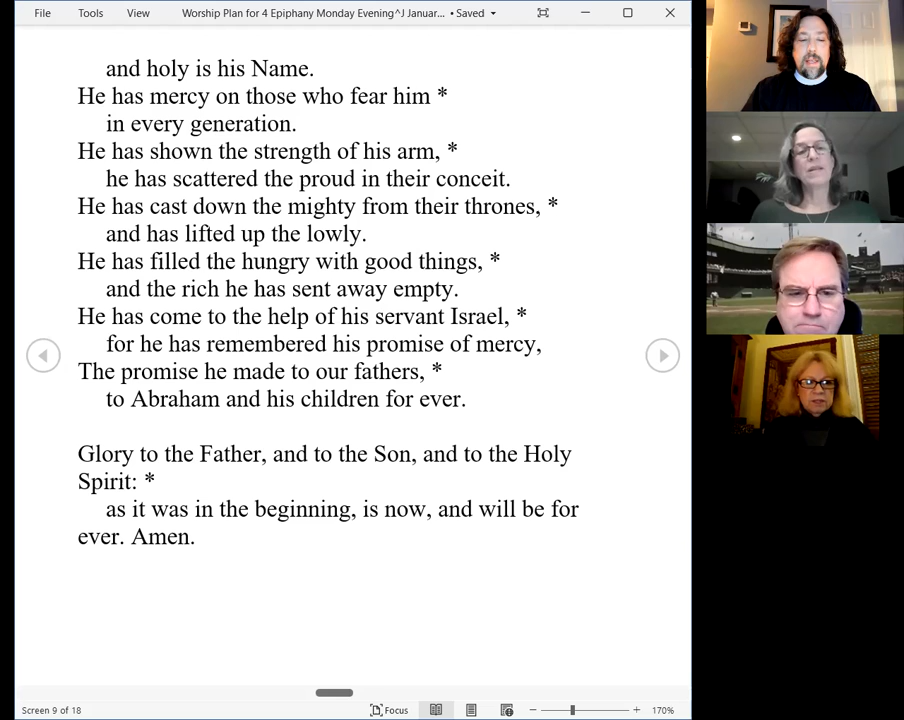 File Tools View Worship Plan for 4 Epiphany Monday Evening^J Januar... • Saved
and holy is his Name.
He has mercy on those who fear him *
in every generation.
He has shown the strength of his arm, *
he has scattered the proud in their conceit.
He has cast down the mighty from their thrones, *
and has lifted up the lowly.
He has filled the hungry with good things, *
and the rich he has sent away empty.
He has come to the help of his servant Israel, *
for he has remembered his promise of mercy,
The promise he made to our fathers, *
to Abraham and his children for ever.
Glory to the Father, and to the Son, and to the Holy
Spirit: *
as it was in the beginning, is now, and will be for
ever. Amen.
Screen 9 of 18 Focus 170%